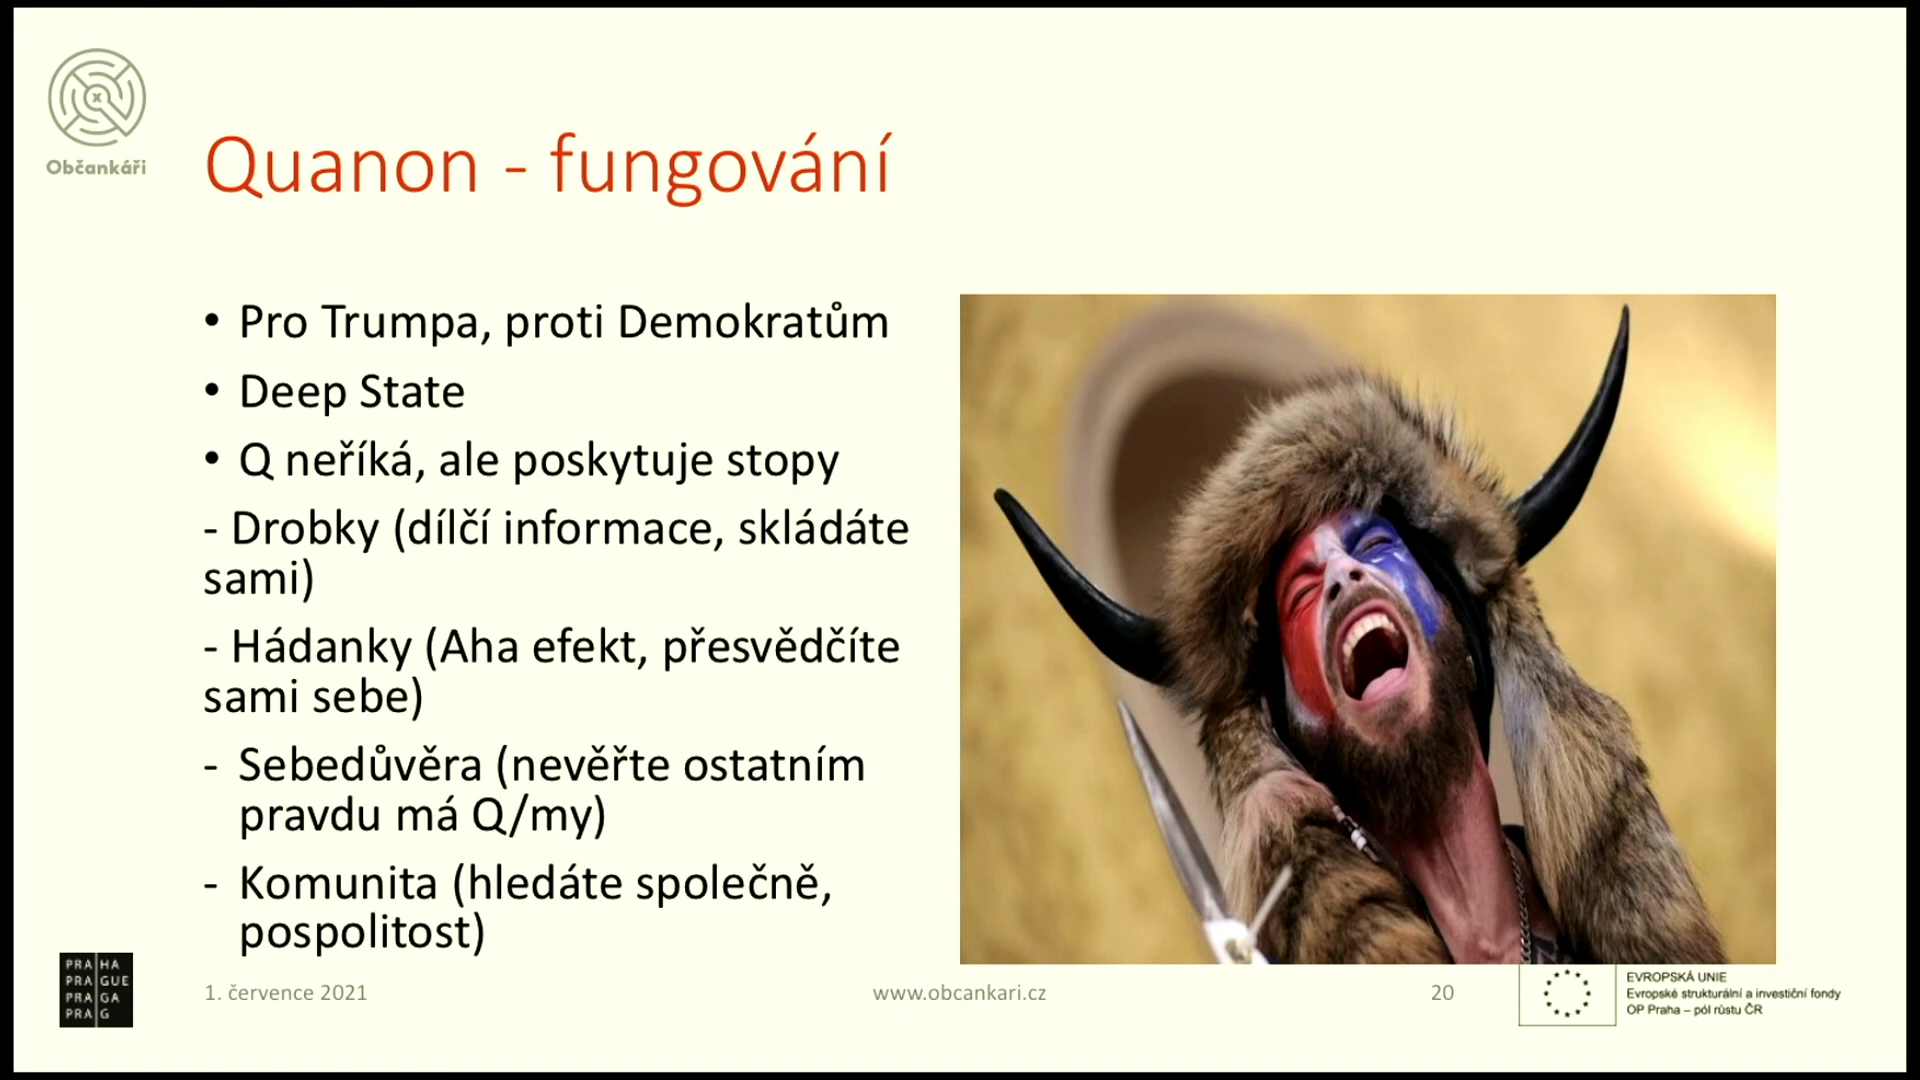 Občankáři
Quanon - fungování
• Pro Trumpa, proti Demokratům
• Deep State
• Q neříká, ale poskytuje stopy
- Drobky (dílčí informace, skládáte
sami)
- Hádanky (Aha efekt, přesvědčíte
sami sebe)
- Sebedůvěra (nevěřte ostatním
pravdu má Q/my)
- Komunita (hledáte společně,
pospolitost)
PRA HA
PRA GUE
PRA GA
PRA G
1. července 2021
www.obcankari.cz
20
EVROPSKÁ UNIE
Evropské strukturální a investiční fondy
OP Praha – pól růstu ČR